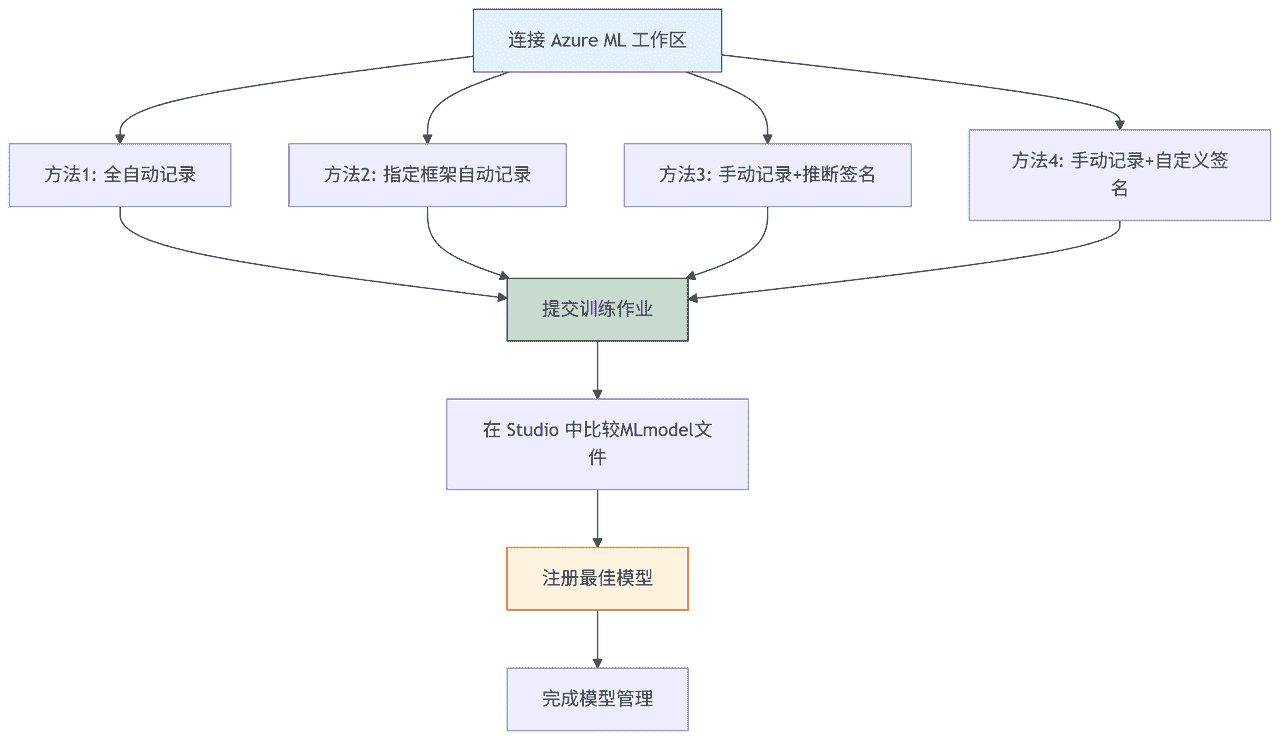 连接 Azure ML 工作区
方法1: 全自动记录
方法2: 指定框架自动记录
方法3: 手动记录+推断签名
方法4: 手动记录+自定义签
名
提交训练作业
在 Studio 中比较MLmodel文
件
注册最佳模型
完成模型管理